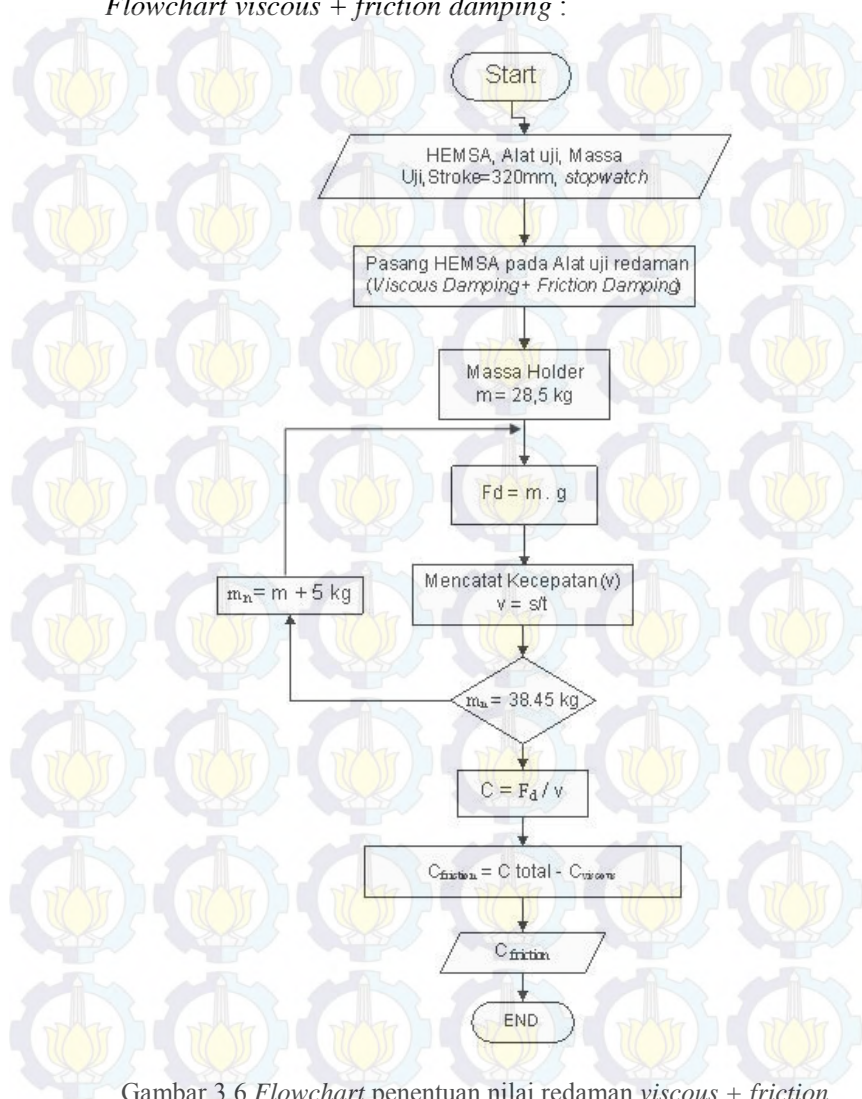 Flowchart viscous + friction damping :
Start
HEMSA, Alat uji, Massa
Uji,Stroke=320mm, stopwatch
Pasang HEMSA pada Alat uji redaman
(Viscous Damping+ Friction Damping)
Massa Holder
m = 28,5 kg
Fd = m . g
Mencatat Kecepatan (v)
v = s/t
mn = m + 5 kg
mn = 38.45 kg
C = Fd / v
Cfriction = C total - Cviscous
Cfriction
END
Gambar 3.6 Flowchart penentuan nilai redaman viscous + friction